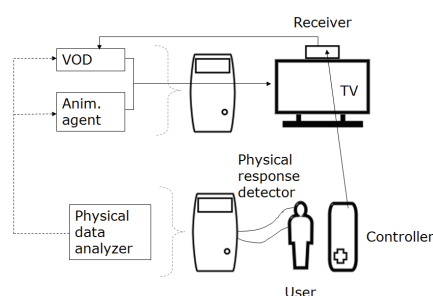 Receiver
VOD
TV
Anim.
agent
Physical
response
detector
Physical
data
analyzer
Controller
User